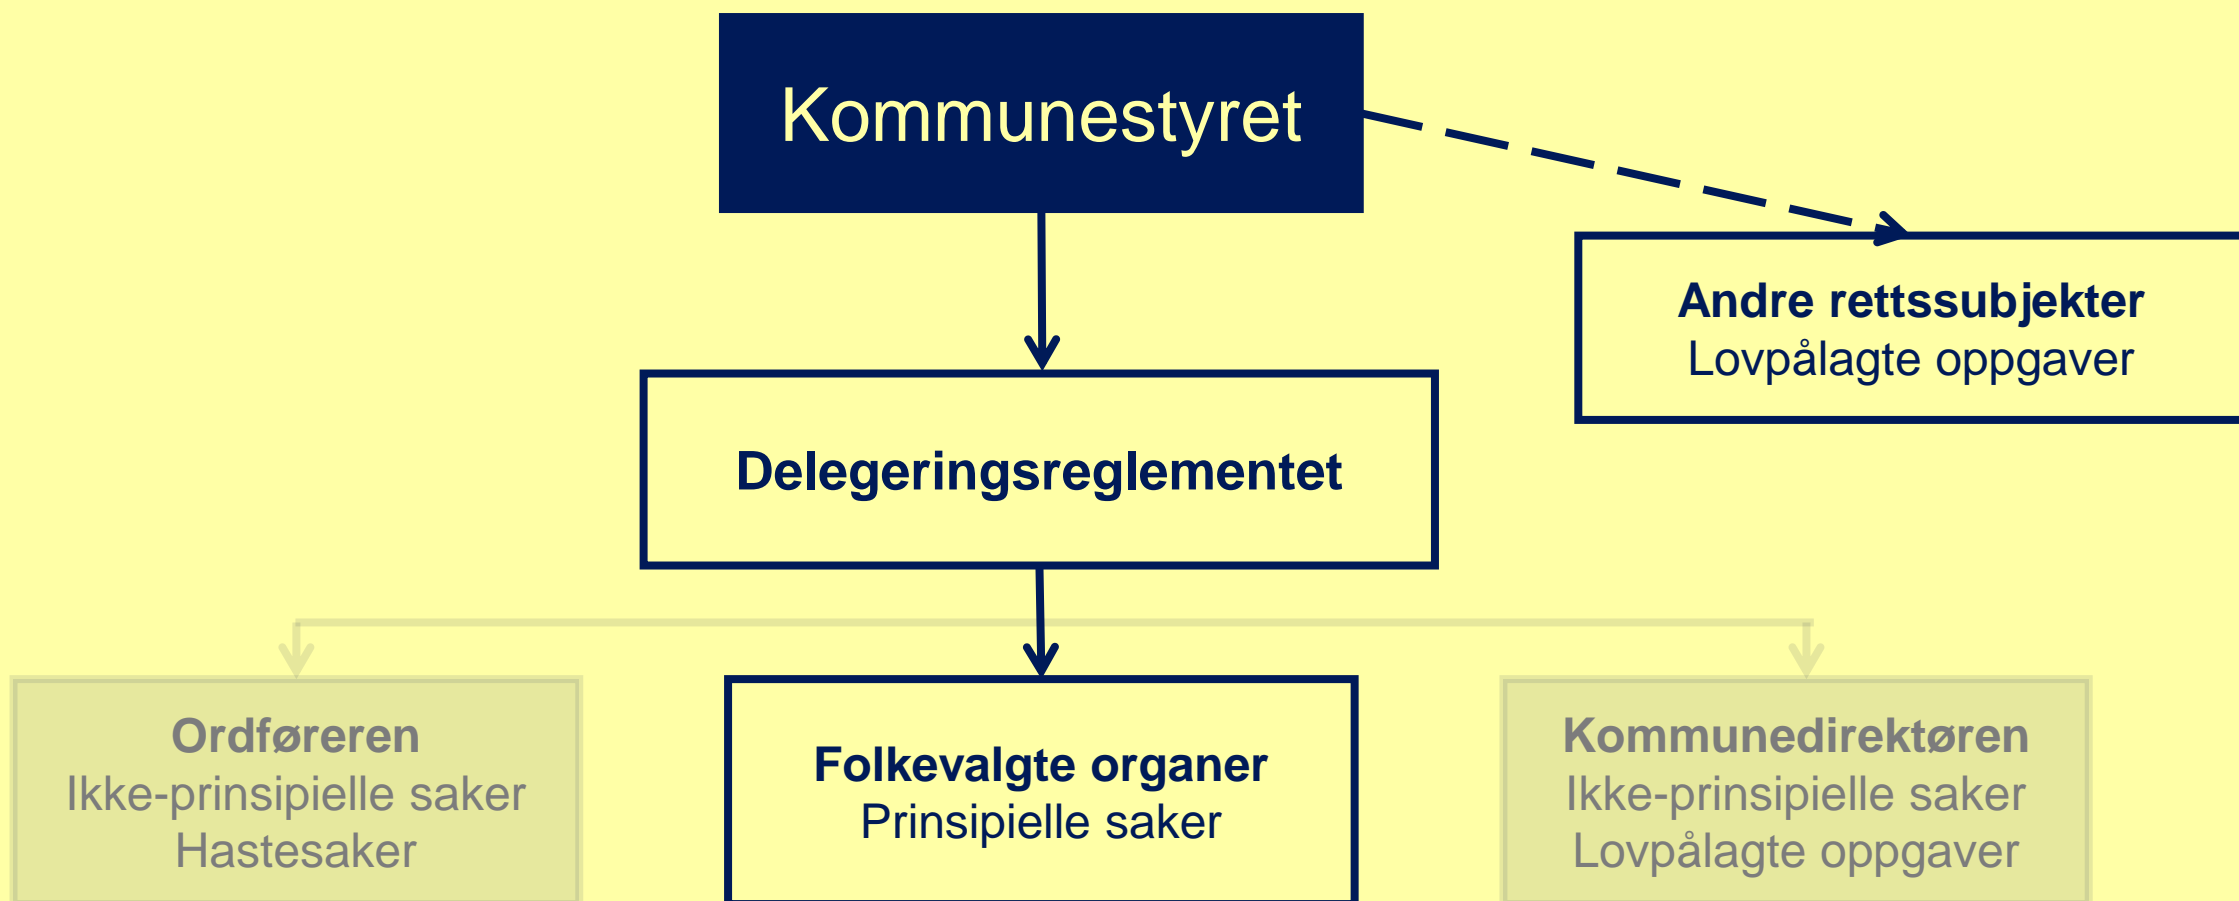 Kommunestyret
Andre rettssubjekter
Lovpålagte oppgaver
Delegeringsreglementet
Ordføreren
Ikke-prinsipielle saker
Hastesaker
Folkevalgte organer
Prinsipielle saker
Kommunedirektøren
Ikke-prinsipielle saker
Lovpålagte oppgaver